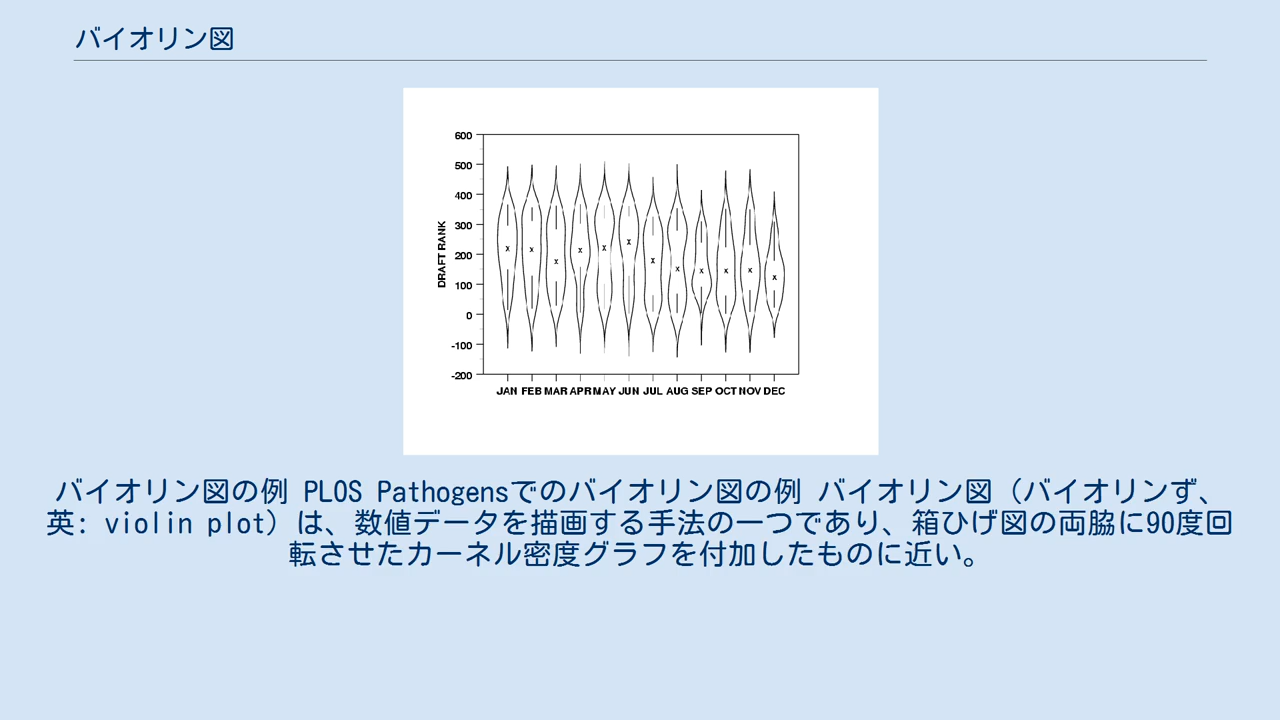 バイオリン図
600
500
400
300
200
100
0
-100
-200
DRAFT RANK
JAN FEB MAR APR MAY JUN JUL AUG SEP OCT NOV DEC
バイオリン図の例 PLOS Pathogensでのバイオリン図の例 バイオリン図（バイオリンず、
英: violin plot）は、数値データを描画する手法の一つであり、箱ひげ図の両脇に90度回
転させたカーネル密度グラフを付加したものに近い。